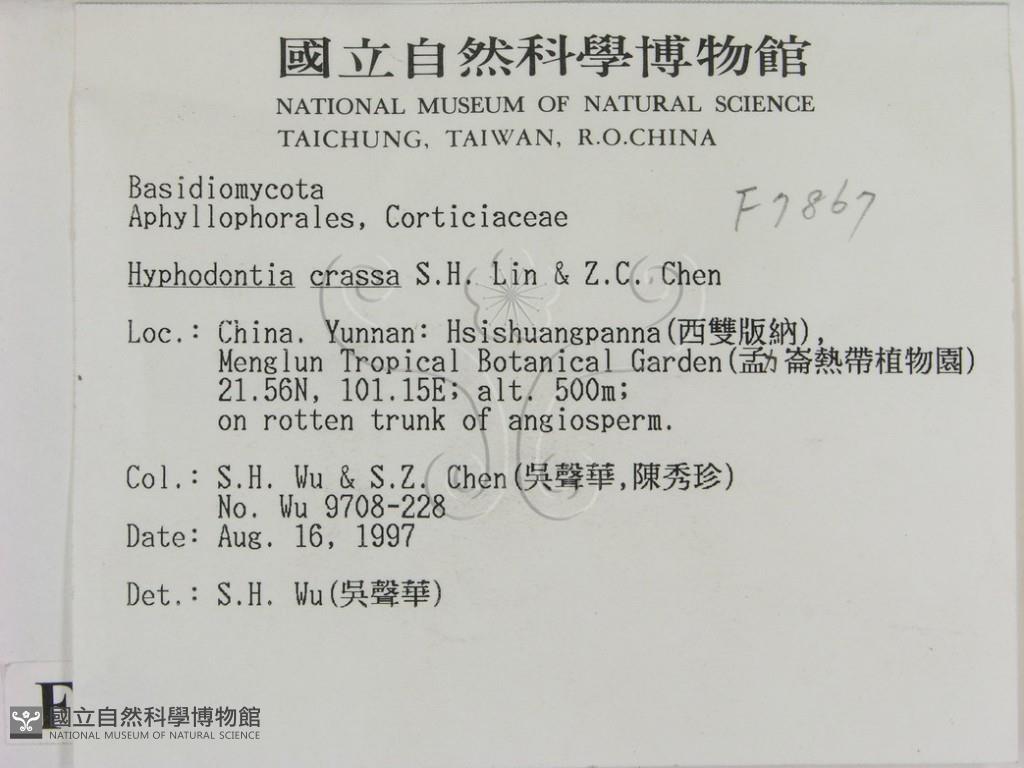 國立自然科學博物館
NATIONAL MUSEUM OF NATURAL SCIENCE
TAICHUNG, TAIWAN, R.O.CHINA
Basidiomycota
Aphyllophorales, Corticiaceae
F7867
Hyphodontia crassa S.H. Lin & Z.C. Chen
Loc.: China. Yunnan: Hsishuangpanna(西雙版納),
Menglun Tropical Botanical Garden(孟力崙熱帶植物園)
21.56N, 101.15E; alt. 500m;
on rotten trunk of angiosperm.
Col.: S.H. Wu & S.Z. Chen(吳聲華,陳秀珍)
No. Wu 9708-228
Date: Aug. 16, 1997
Det.: S.H. Wu(吳聲華)
F
國立自然科學博物館
NATIONAL MUSEUM OF NATURAL SCIENCE